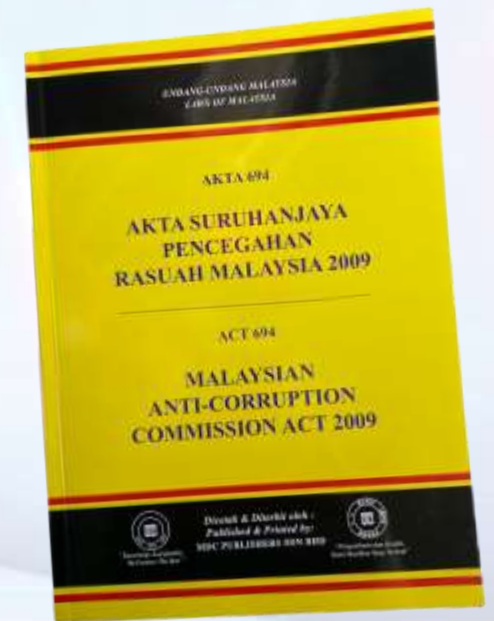 UNDANG-UNDANG MALAYSIA
LAWS OF MALAYSIA
AKTA 694
AKTA SURUHANJAYA
PENCEGAHAN
RASUAH MALAYSIA 2009
ACT 694
MALAYSIAN
ANTI-CORRUPTION
COMMISSION ACT 2009
Dicetak & Diterbit oleh :
Published & Printed by:
MDC PUBLISHERS SDN BHD